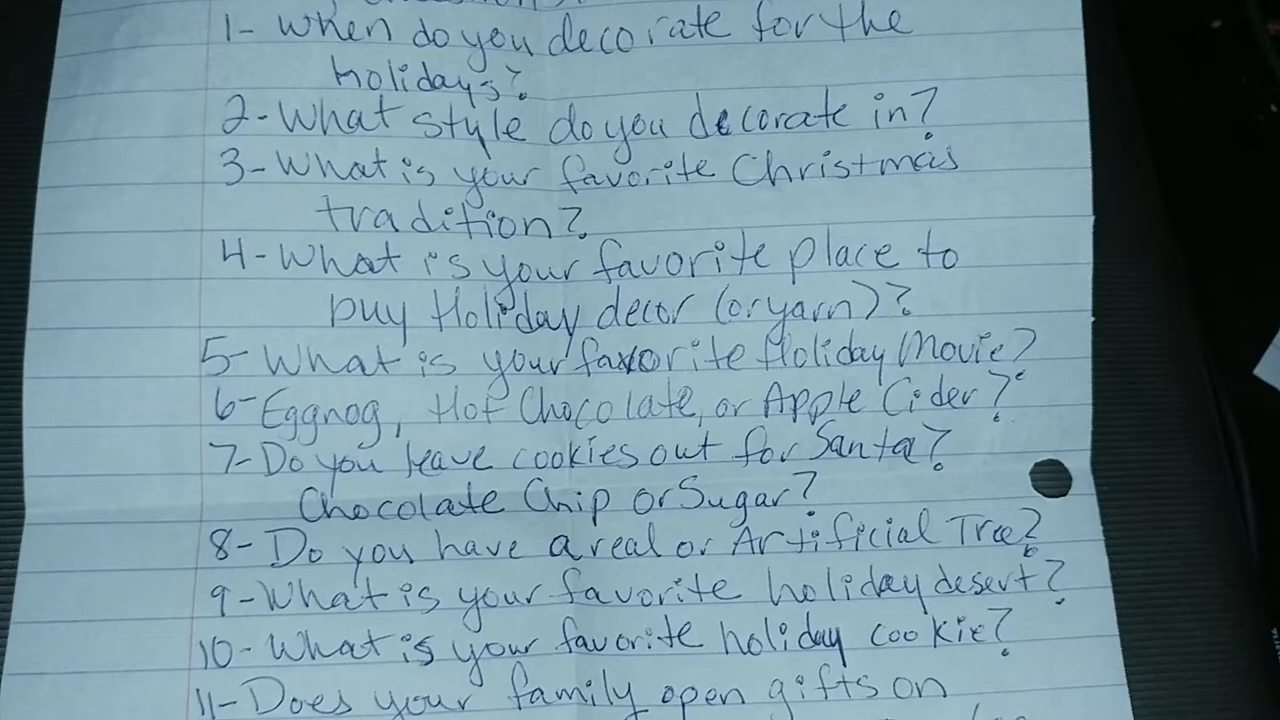 1- When do you decorate for the
holidays?
2- What style do you decorate in?
3- What is your favorite Christmas
tradition?
4- What is your favorite place to
buy Holiday decor (or yarn)?
5- What is your favorite Holiday Movie?
6- Eggnog, Hot Chocolate, or Apple Cider?
7- Do you leave cookies out for Santa?
Chocolate Chip or Sugar?
8- Do you have a real or Artificial Tree?
9- What is your favorite holiday desert?
10- What is your favorite holiday cookie?
11- Does your family open gifts on